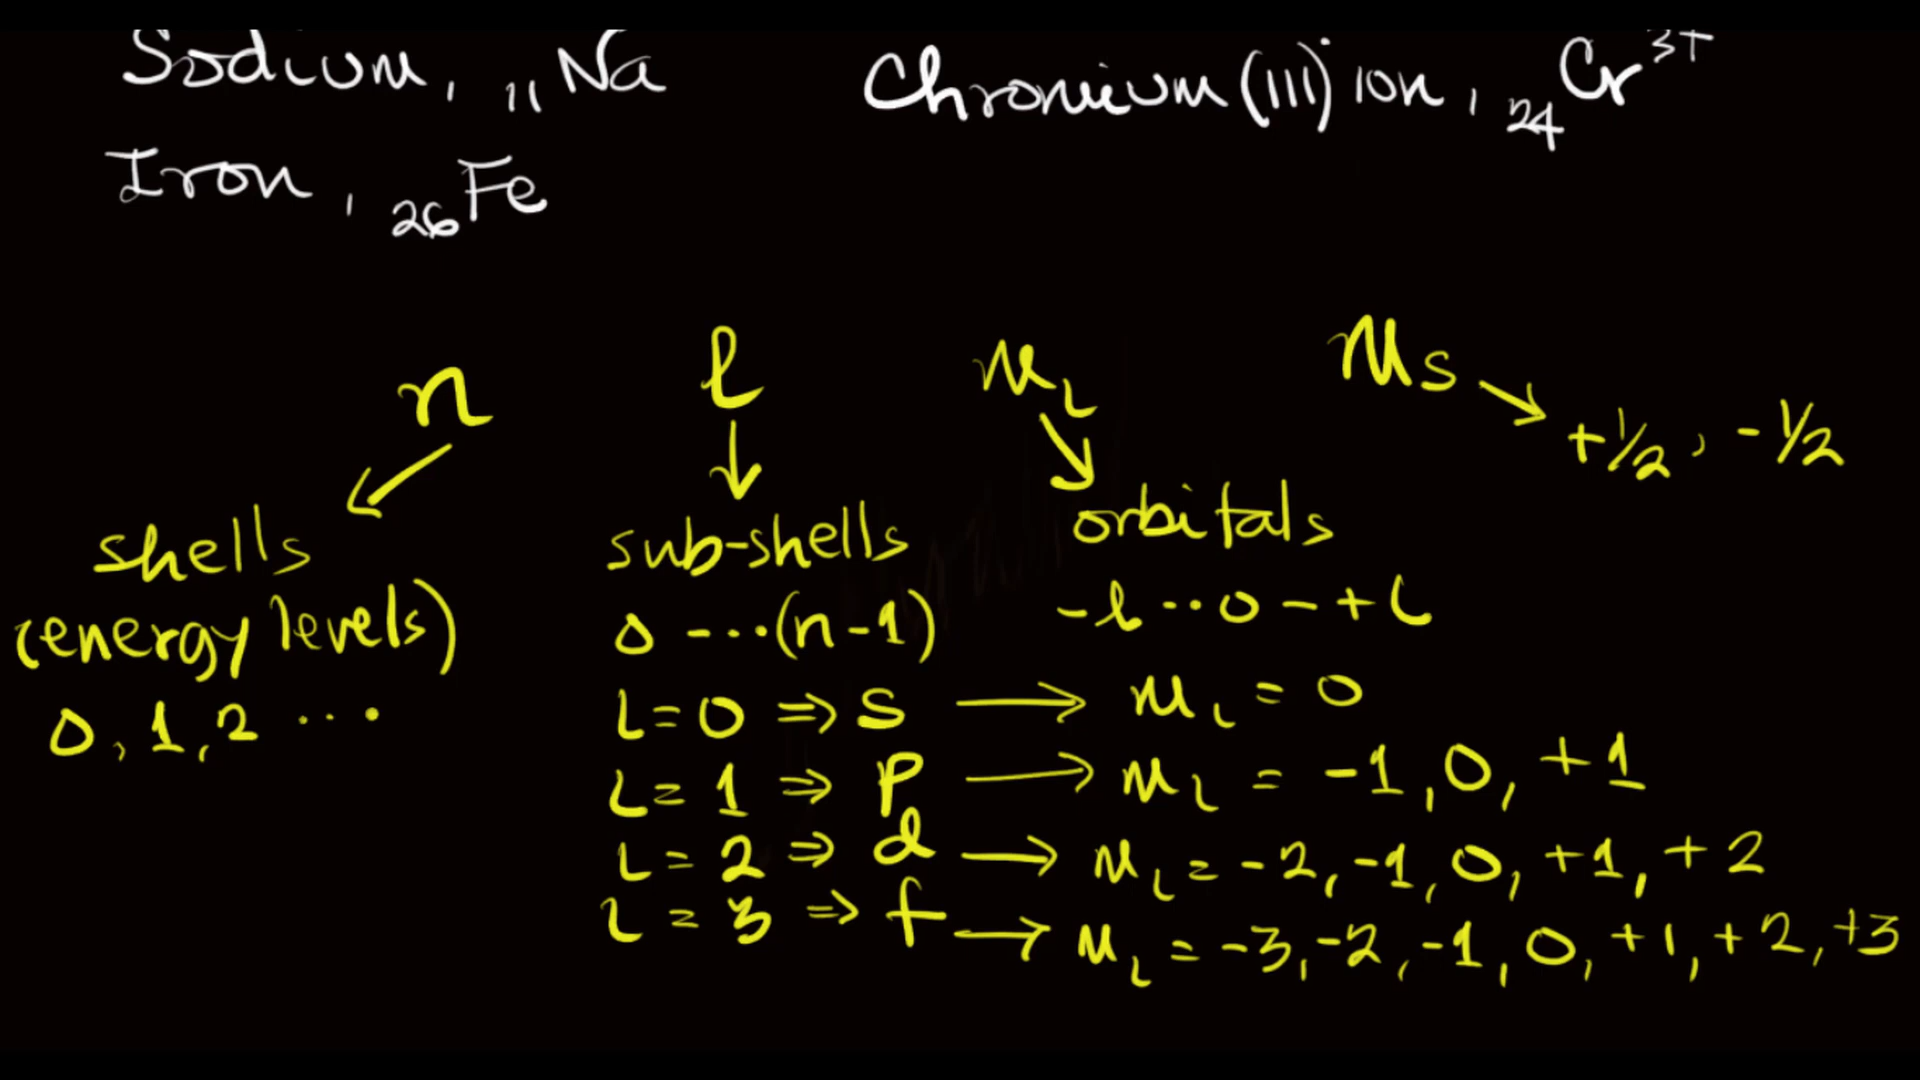 Sodium, ₁₁Na
Chromium (III) ion, ₂₄Cr³⁺
Iron, ₂₆Fe
n
l
mₗ
mₛ → +1/2, -1/2
shells
(energy levels)
0, 1, 2 ...
sub-shells
0 --··(n-1)
orbitals
-l ·· 0 - + l
l = 0 ⇒ s → mₗ = 0
l = 1 ⇒ p → mₗ = -1, 0, +1
l = 2 ⇒ d → mₗ = -2, -1, 0, +1, +2
l = 3 ⇒ f → mₗ = -3, -2, -1, 0, +1, +2, +3